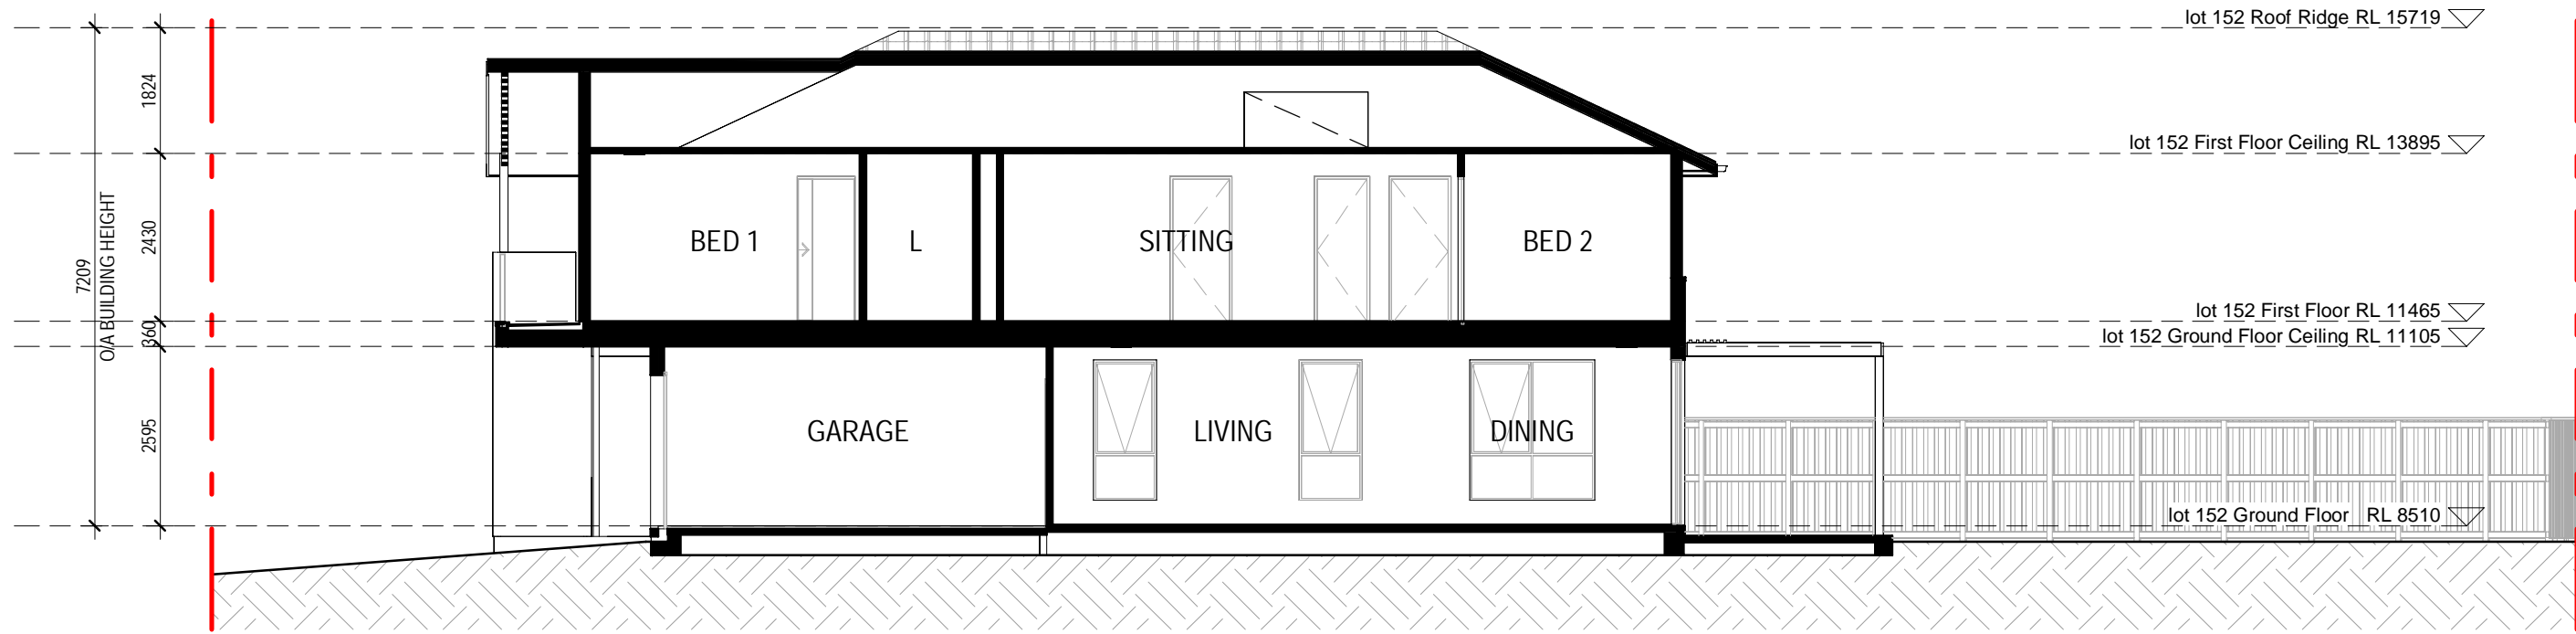 lot 152 Roof Ridge RL 15719
1824
lot 152 First Floor Ceiling RL 13895
7209
O/A BUILDING HEIGHT
2430
BED 1
L
SITTING
BED 2
lot 152 First Floor RL 11465
360
lot 152 Ground Floor Ceiling RL 11105
2595
GARAGE
LIVING
DINING
lot 152 Ground Floor RL 8510